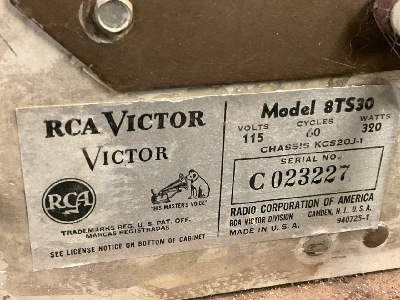 RCA VICTOR
VICTOR
RCA
"HIS MASTER'S VOICE"
TRADEMARKS REG. U. S. PAT. OFF.
MARCAS REGISTRADAS
SEE LICENSE NOTICE ON BOTTOM OF CABINET
Model 8TS30
VOLTS CYCLES WATTS
115 60 320
CHASSIS KCS20J-1
SERIAL NO.
C 023227
RADIO CORPORATION OF AMERICA
RCA VICTOR DIVISION CAMDEN, N. J., U. S. A.
MADE IN U. S. A. 940725-1